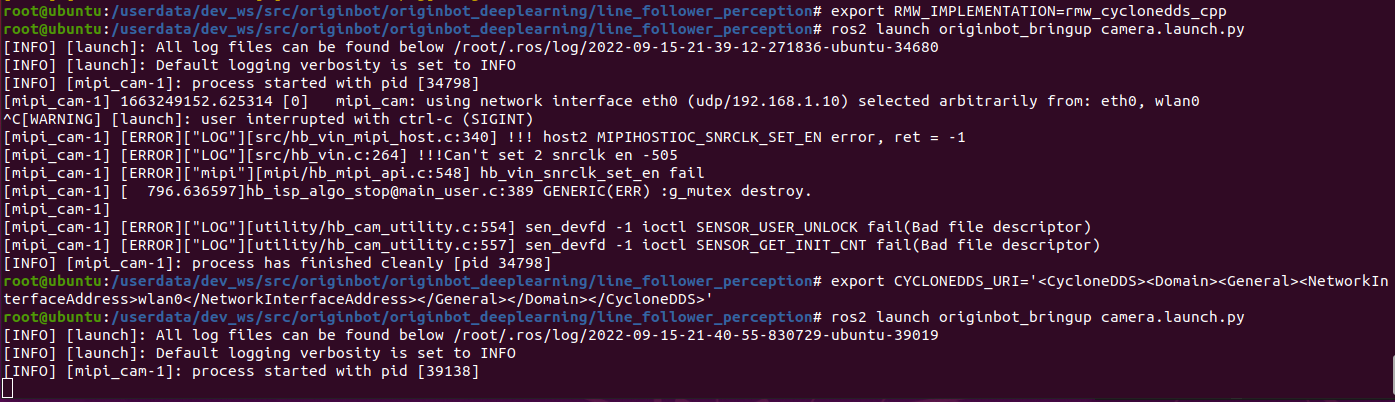 root@ubuntu:/userdata/dev_ws/src/originbot/originbot_deeplearning/line_follower_perception# export RMW_IMPLEMENTATION=rmw_cyclonedds_cpp
root@ubuntu:/userdata/dev_ws/src/originbot/originbot_deeplearning/line_follower_perception# ros2 launch originbot_bringup camera.launch.py
[INFO] [launch]: All log files can be found below /root/.ros/log/2022-09-15-21-39-12-271836-ubuntu-34680
[INFO] [launch]: Default logging verbosity is set to INFO
[INFO] [mipi_cam-1]: process started with pid [34798]
[mipi_cam-1] 1663249152.625314 [0]   mipi_cam: using network interface eth0 (udp/192.168.1.10) selected arbitrarily from: eth0, wlan0
^C[WARNING] [launch]: user interrupted with ctrl-c (SIGINT)
[mipi_cam-1] [ERROR]["LOG"][src/hb_vin_mipi_host.c:340] !!! host2 MIPIHOSTIOC_SNRCLK_SET_EN error, ret = -1
[mipi_cam-1] [ERROR]["LOG"][src/hb_vin.c:264] !!!Can't set 2 snrclk en -505
[mipi_cam-1] [ERROR]["mipi"][mipi/hb_mipi_api.c:548] hb_vin_snrclk_set_en fail
[mipi_cam-1] [  796.636597]hb_isp_algo_stop@main_user.c:389 GENERIC(ERR) :g_mutex destroy.
[mipi_cam-1]
[mipi_cam-1] [ERROR]["LOG"][utility/hb_cam_utility.c:554] sen_devfd -1 ioctl SENSOR_USER_UNLOCK fail(Bad file descriptor)
[mipi_cam-1] [ERROR]["LOG"][utility/hb_cam_utility.c:557] sen_devfd -1 ioctl SENSOR_GET_INIT_CNT fail(Bad file descriptor)
[INFO] [mipi_cam-1]: process has finished cleanly [pid 34798]
root@ubuntu:/userdata/dev_ws/src/originbot/originbot_deeplearning/line_follower_perception# export CYCLONEDDS_URI='<CycloneDDS><Domain><General><NetworkIn
terfaceAddress>wlan0</NetworkInterfaceAddress></General></Domain></CycloneDDS>'
root@ubuntu:/userdata/dev_ws/src/originbot/originbot_deeplearning/line_follower_perception# ros2 launch originbot_bringup camera.launch.py
[INFO] [launch]: All log files can be found below /root/.ros/log/2022-09-15-21-40-55-830729-ubuntu-39019
[INFO] [launch]: Default logging verbosity is set to INFO
[INFO] [mipi_cam-1]: process started with pid [39138]